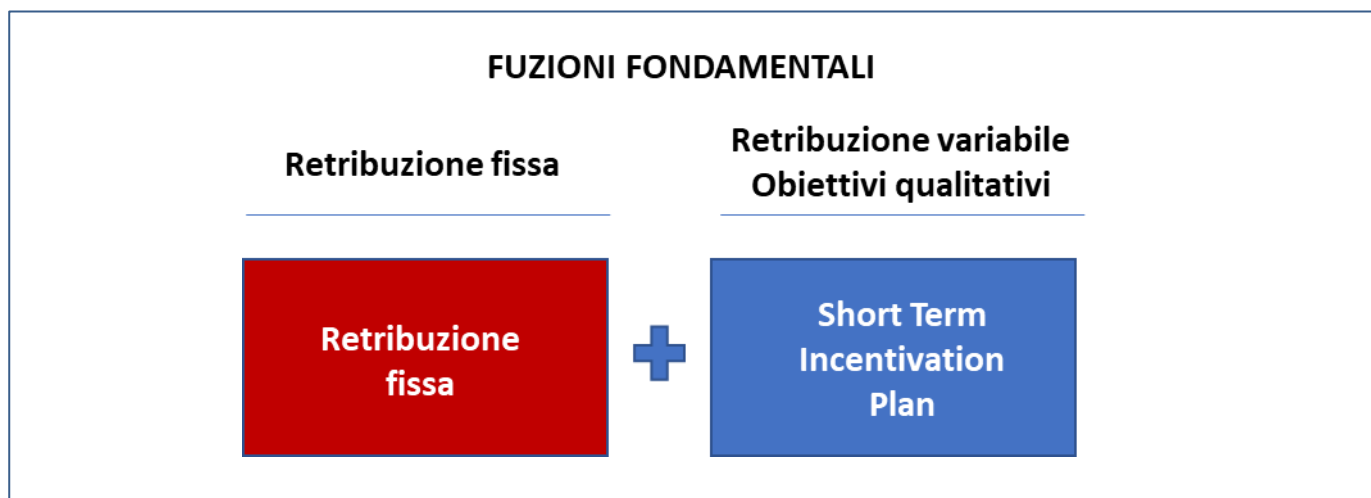 FUZIONI FONDAMENTALI
Retribuzione fissa
Retribuzione variabile
Obiettivi qualitativi
Retribuzione
fissa
Short Term
Incentivation
Plan